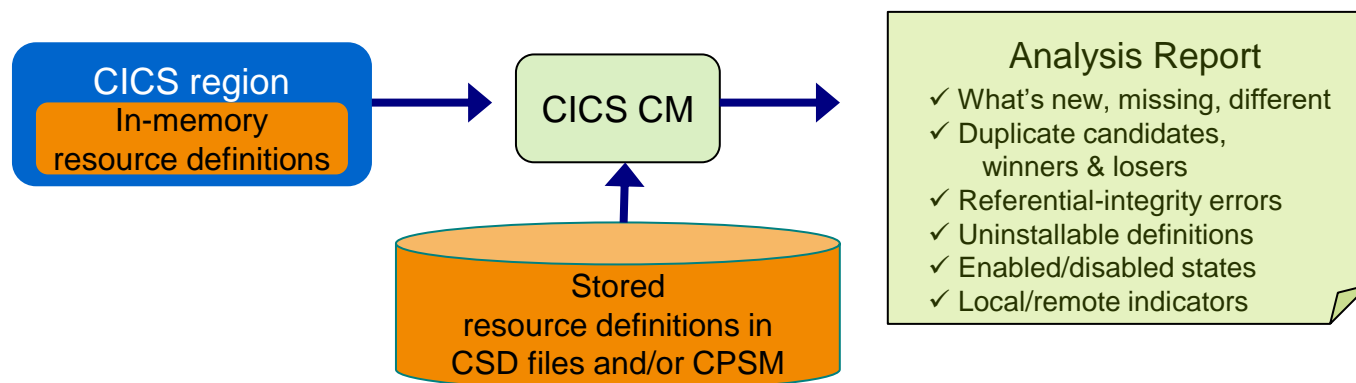 CICS region
In-memory
resource definitions
CICS CM
Stored
resource definitions in
CSD files and/or CPSM
Analysis Report
✓ What's new, missing, different
✓ Duplicate candidates,
winners & losers
✓ Referential-integrity errors
✓ Uninstallable definitions
✓ Enabled/disabled states
✓ Local/remote indicators